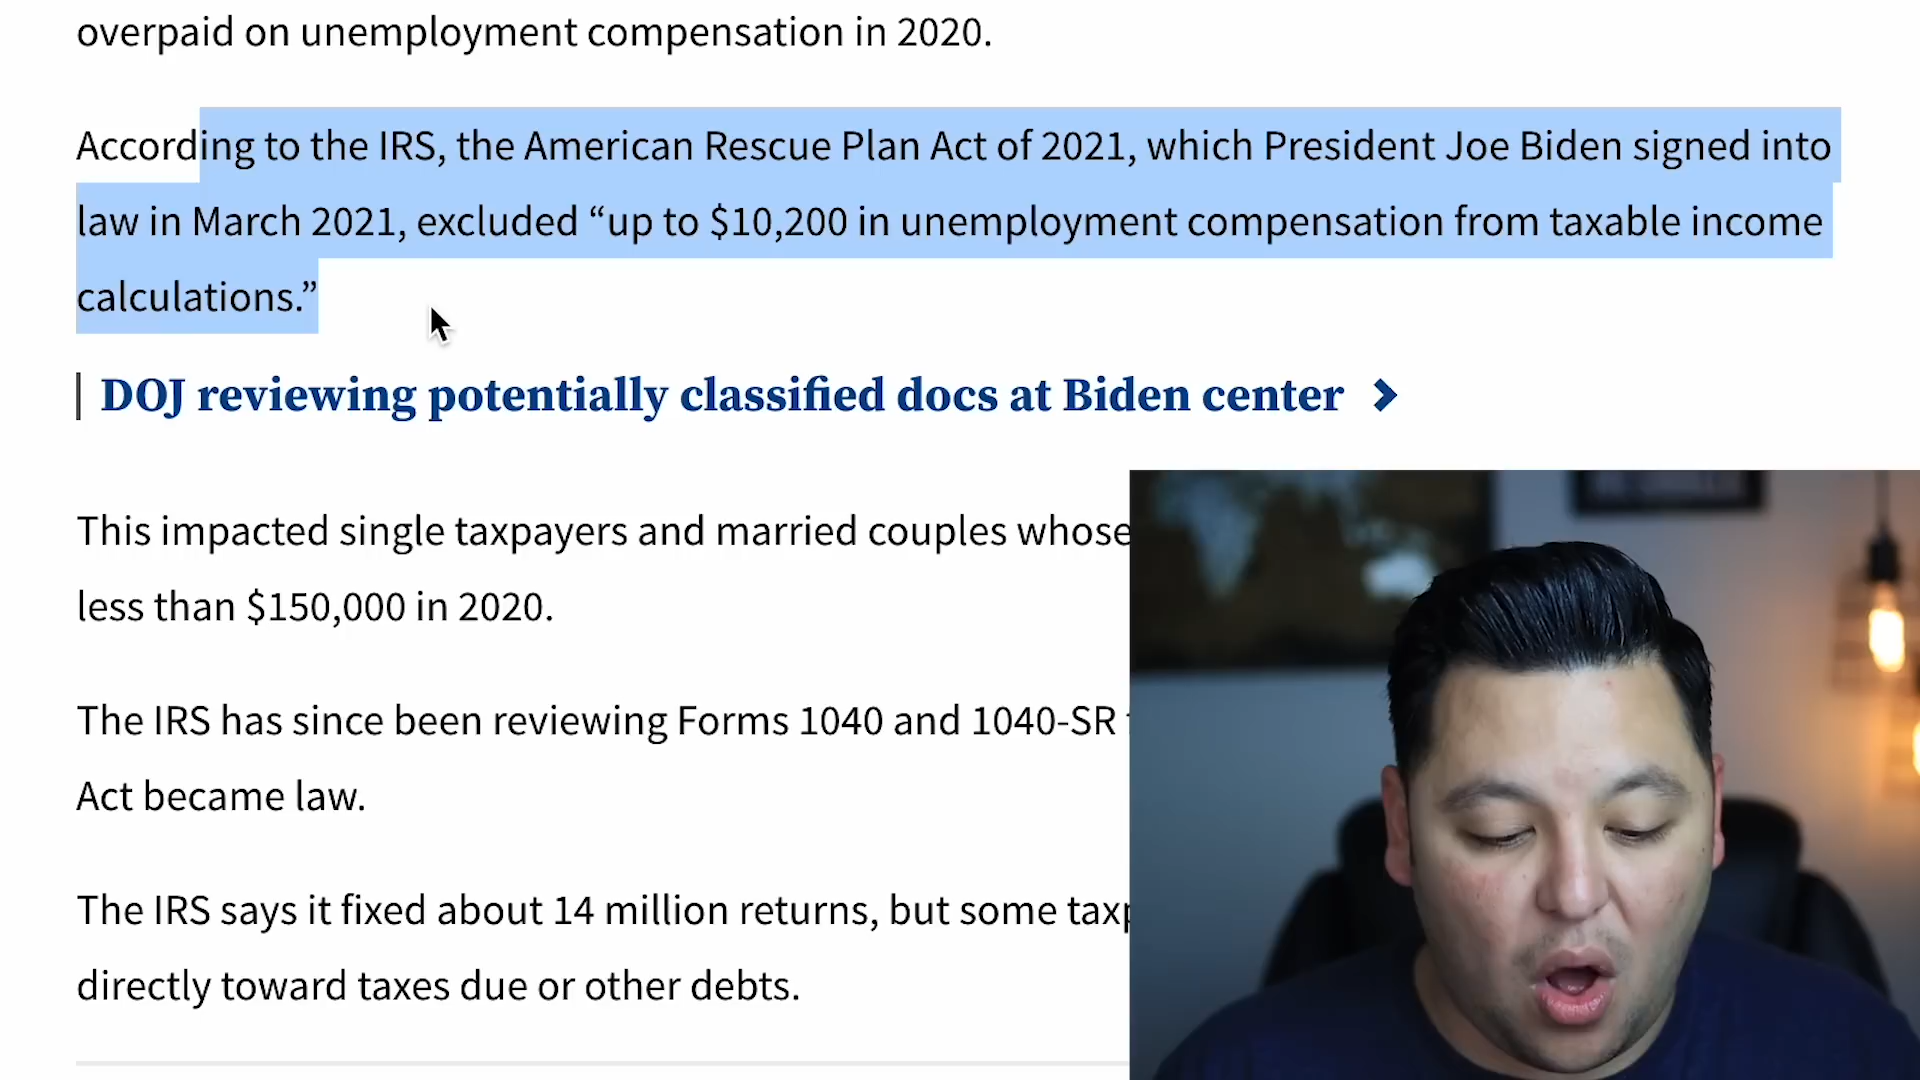 overpaid on unemployment compensation in 2020.
According to the IRS, the American Rescue Plan Act of 2021, which President Joe Biden signed into
law in March 2021, excluded “up to $10,200 in unemployment compensation from taxable income
calculations.”
DOJ reviewing potentially classified docs at Biden center
This impacted single taxpayers and married couples whose
less than $150,000 in 2020.
The IRS has since been reviewing Forms 1040 and 1040-SR
Act became law.
The IRS says it fixed about 14 million returns, but some
directly toward taxes due or other debts.